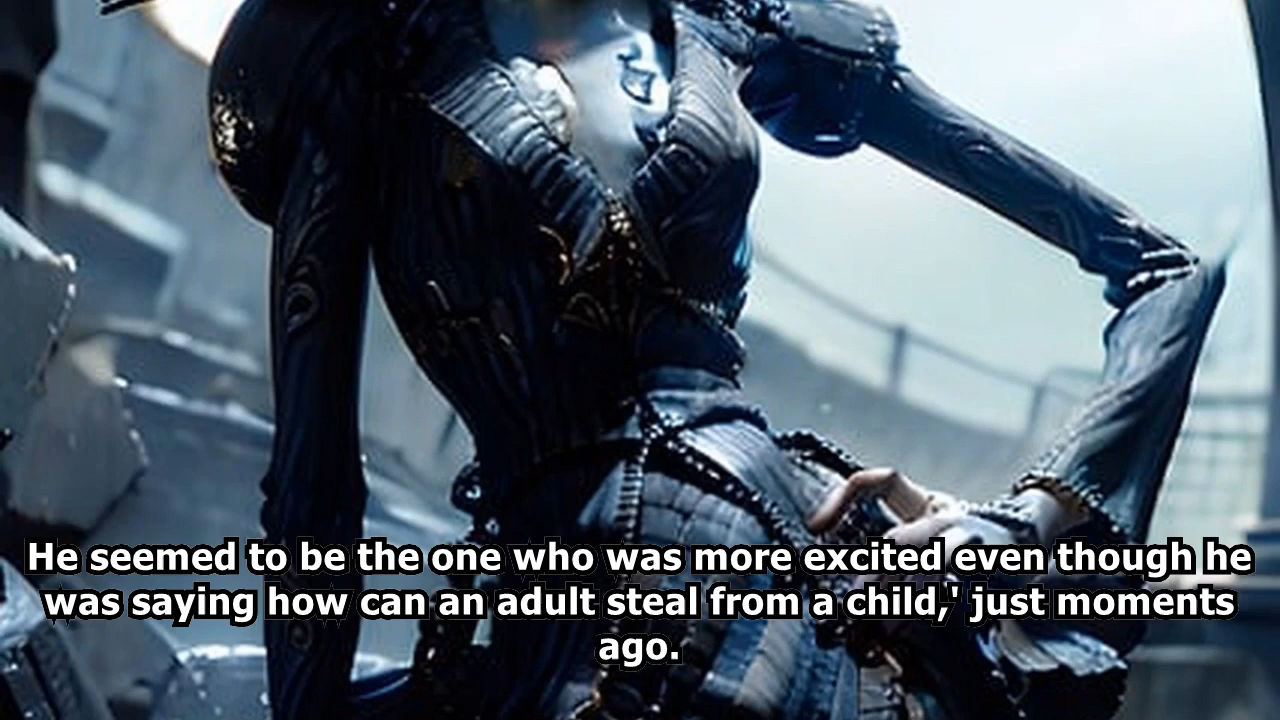 He seemed to be the one who was more excited even though he
was saying how can an adult steal from a child,' just moments
ago.